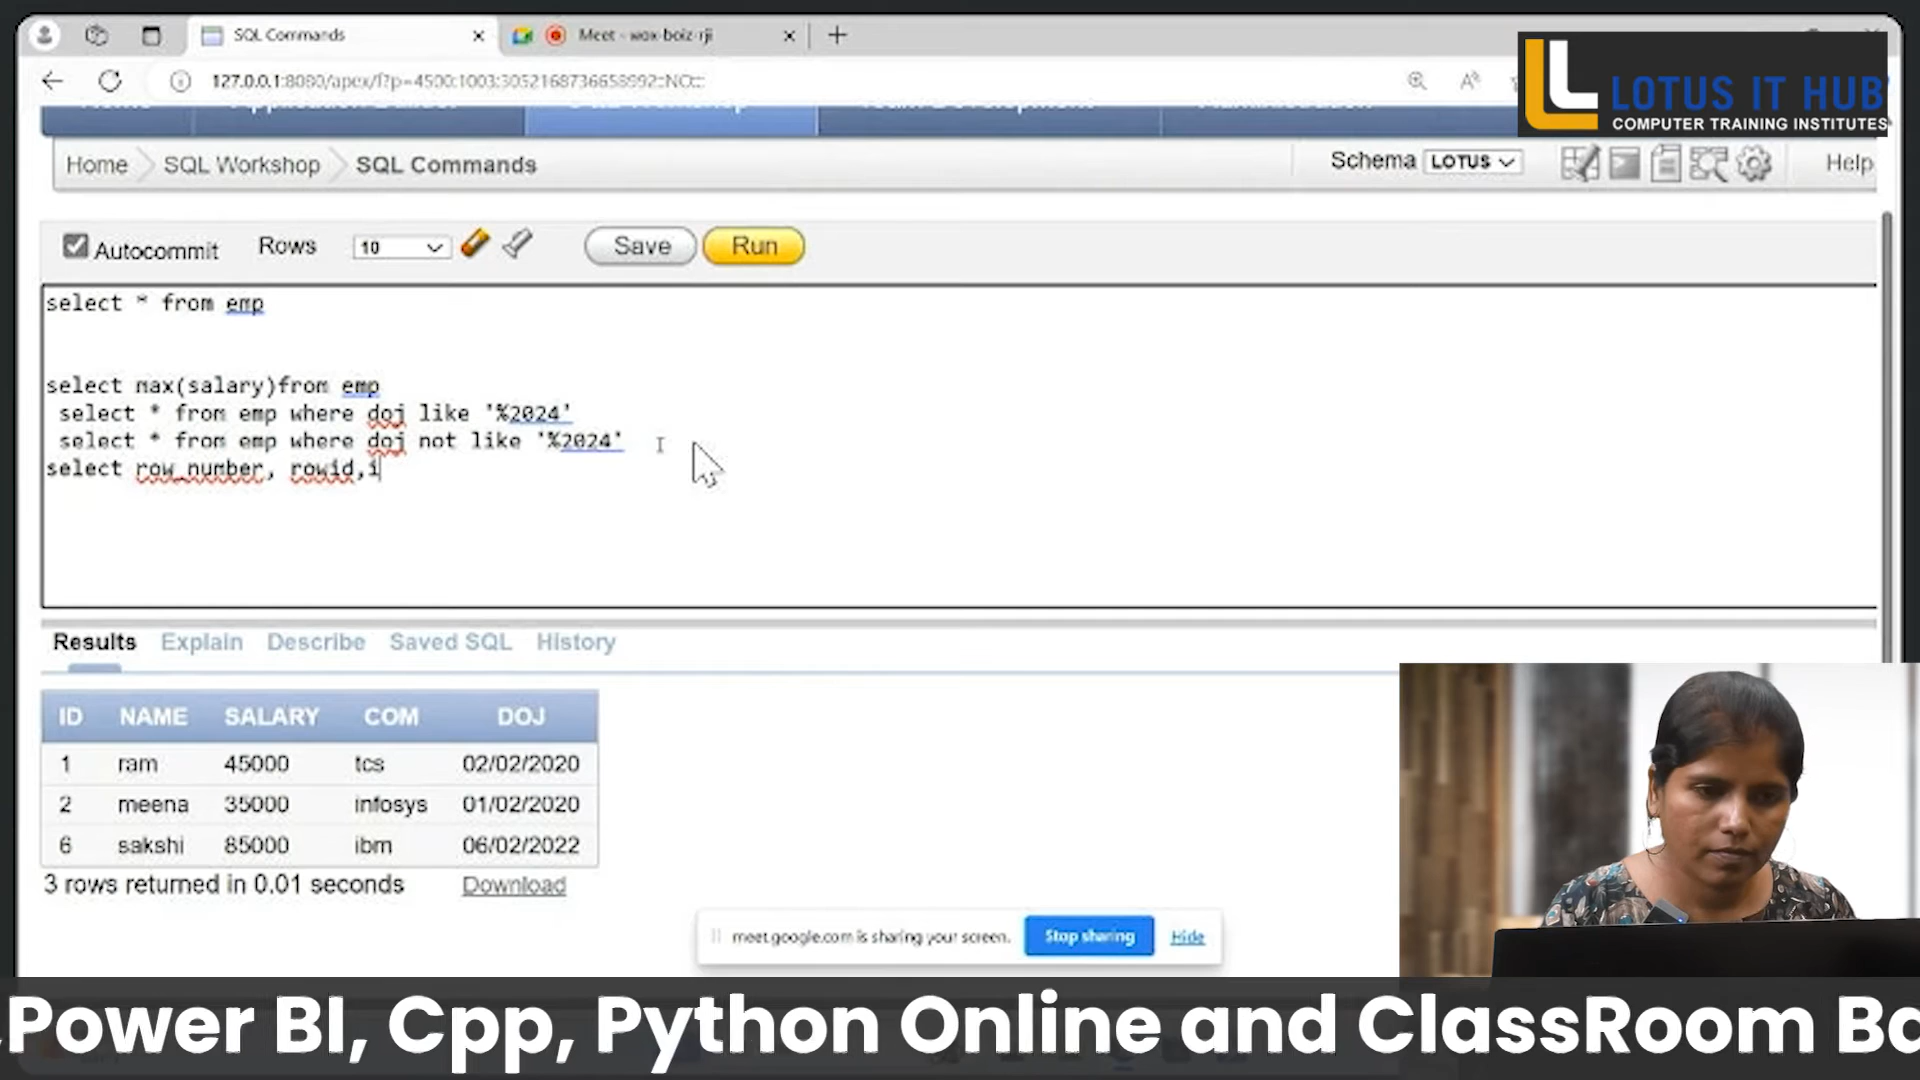 SQL Commands
Meet - wox-boiz-rji
127.0.0.1:8080/apex/f?p=4500:1003:3052168736658992::NO:::
LOTUS IT HUB
COMPUTER TRAINING INSTITUTES
Home SQL Workshop SQL Commands
Schema LOTUS Help
Autocommit Rows 10 Save Run
select * from emp
select max(salary)from emp
select * from emp where doj like '%2024'
select * from emp where doj not like '%2024'
select row_number, rowid,i
Results Explain Describe Saved SQL History
ID NAME SALARY COM DOJ
1 ram 45000 tcs 02/02/2020
2 meena 35000 infosys 01/02/2020
6 sakshi 85000 ibm 06/02/2022
3 rows returned in 0.01 seconds Download
meet.google.com is sharing your screen. Stop sharing Hide
,Power BI, Cpp, Python Online and ClassRoom Ba